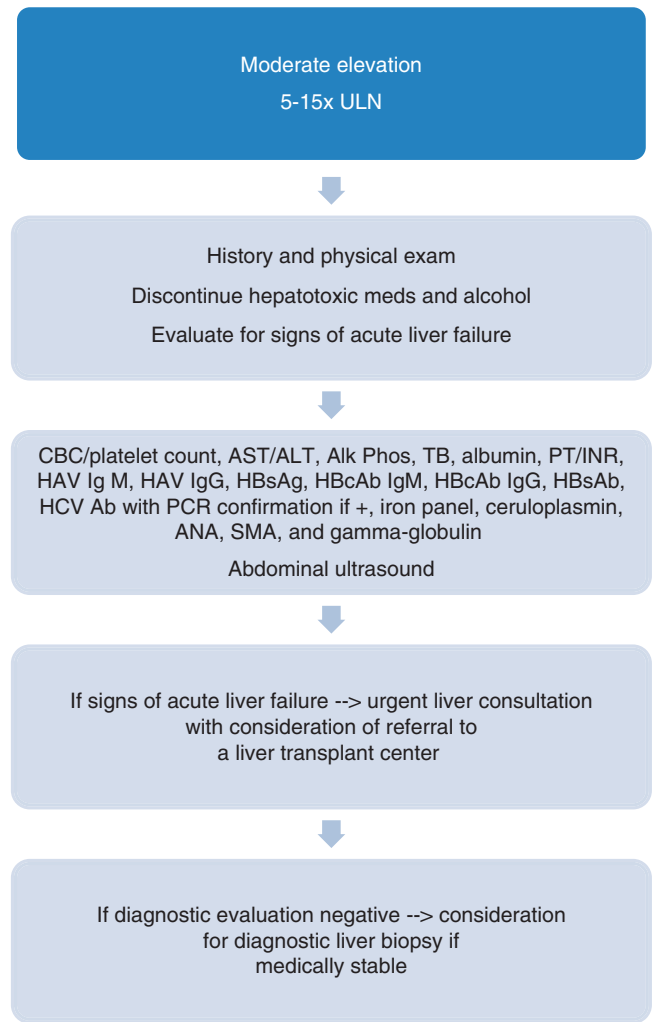 Moderate elevation
5-15x ULN
History and physical exam
Discontinue hepatotoxic meds and alcohol
Evaluate for signs of acute liver failure
CBC/platelet count, AST/ALT, Alk Phos, TB, albumin, PT/INR,
HAV Ig M, HAV IgG, HBsAg, HBcAb IgM, HBcAb IgG, HBsAb,
HCV Ab with PCR confirmation if +, iron panel, ceruloplasmin,
ANA, SMA, and gamma-globulin
Abdominal ultrasound
If signs of acute liver failure --> urgent liver consultation
with consideration of referral to
a liver transplant center
If diagnostic evaluation negative --> consideration
for diagnostic liver biopsy if
medically stable